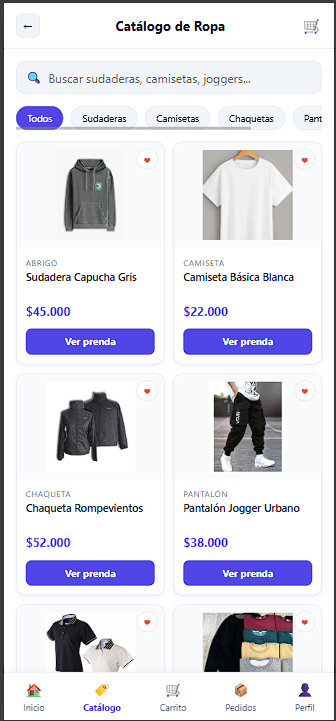 Catálogo de Ropa
Buscar sudaderas, camisetas, joggers...
Todos
Sudaderas
Camisetas
Chaquetas
Pant
ABRIGO
Sudadera Capucha Gris
$45.000
Ver prenda
CAMISETA
Camiseta Básica Blanca
$22.000
Ver prenda
CHAQUETA
Chaqueta Rompevientos
$52.000
Ver prenda
PANTALÓN
Pantalón Jogger Urbano
$38.000
Ver prenda
Inicio
Catálogo
Carrito
Pedidos
Perfil